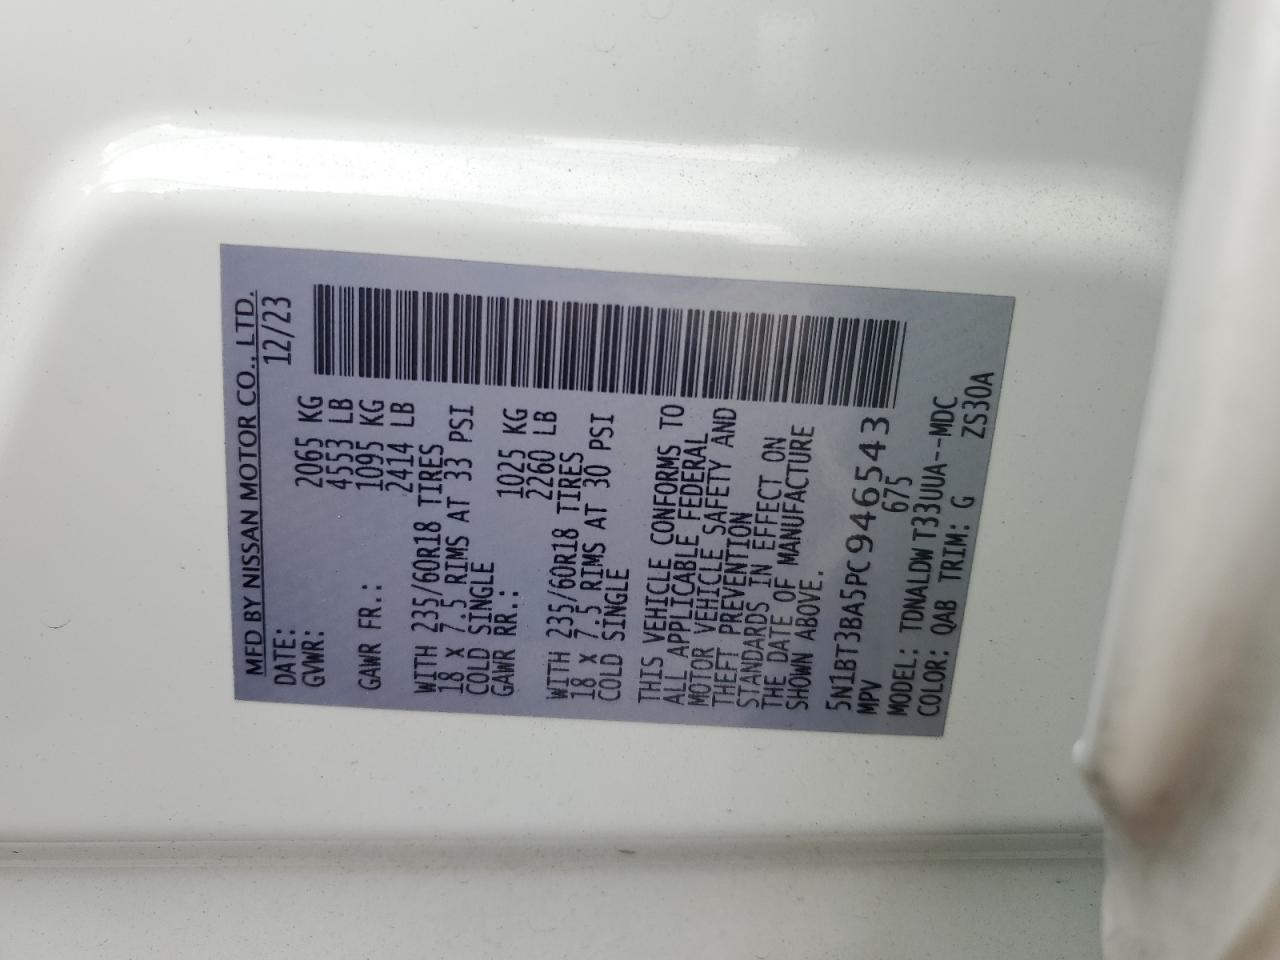 MFD BY NISSAN MOTOR CO., LTD.
DATE: 12/23
GVWR: 2065 KG
4553 LB
GAWR FR.: 1095 KG
2414 LB
WITH 235/60R18 TIRES
18 X 7.5 RIMS AT 33 PSI
COLD SINGLE
GAWR RR.: 1025 KG
2260 LB
WITH 235/60R18 TIRES
18 X 7.5 RIMS AT 30 PSI
COLD SINGLE
THIS VEHICLE CONFORMS TO
ALL APPLICABLE FEDERAL
MOTOR VEHICLE SAFETY AND
THEFT PREVENTION
STANDARDS IN EFFECT ON
THE DATE OF MANUFACTURE
SHOWN ABOVE.
5N1BT3BA5PC946543
MPV 675
MODEL: TDNALDWT33UUA--MDC
COLOR: QAB TRIM: G ZS30A